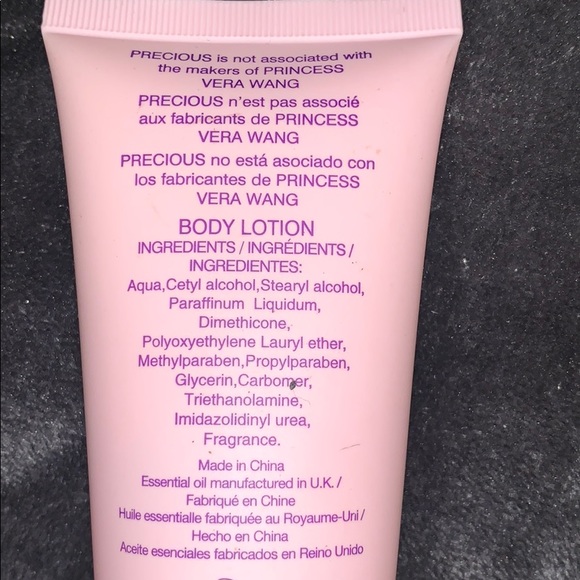 PRECIOUS is not associated with
the makers of PRINCESS
VERA WANG
PRECIOUS n'est pas associé
aux fabricants de PRINCESS
VERA WANG
PRECIOUS no está asociado con
los fabricantes de PRINCESS
VERA WANG
BODY LOTION
INGREDIENTS / INGRÉDIENTS /
INGREDIENTES:
Aqua,Cetyl alcohol,Stearyl alcohol,
Paraffinum Liquidum,
Dimethicone,
Polyoxyethylene Lauryl ether,
Methylparaben,Propylparaben,
Glycerin,Carbomer,
Triethanolamine,
Imidazolidinyl urea,
Fragrance.
Made in China
Essential oil manufactured in U.K. /
Fabriqué en Chine
Huile essentialle fabriquée au Royaume-Uni /
Hecho en China
Aceite esenciales fabricados en Reino Unido